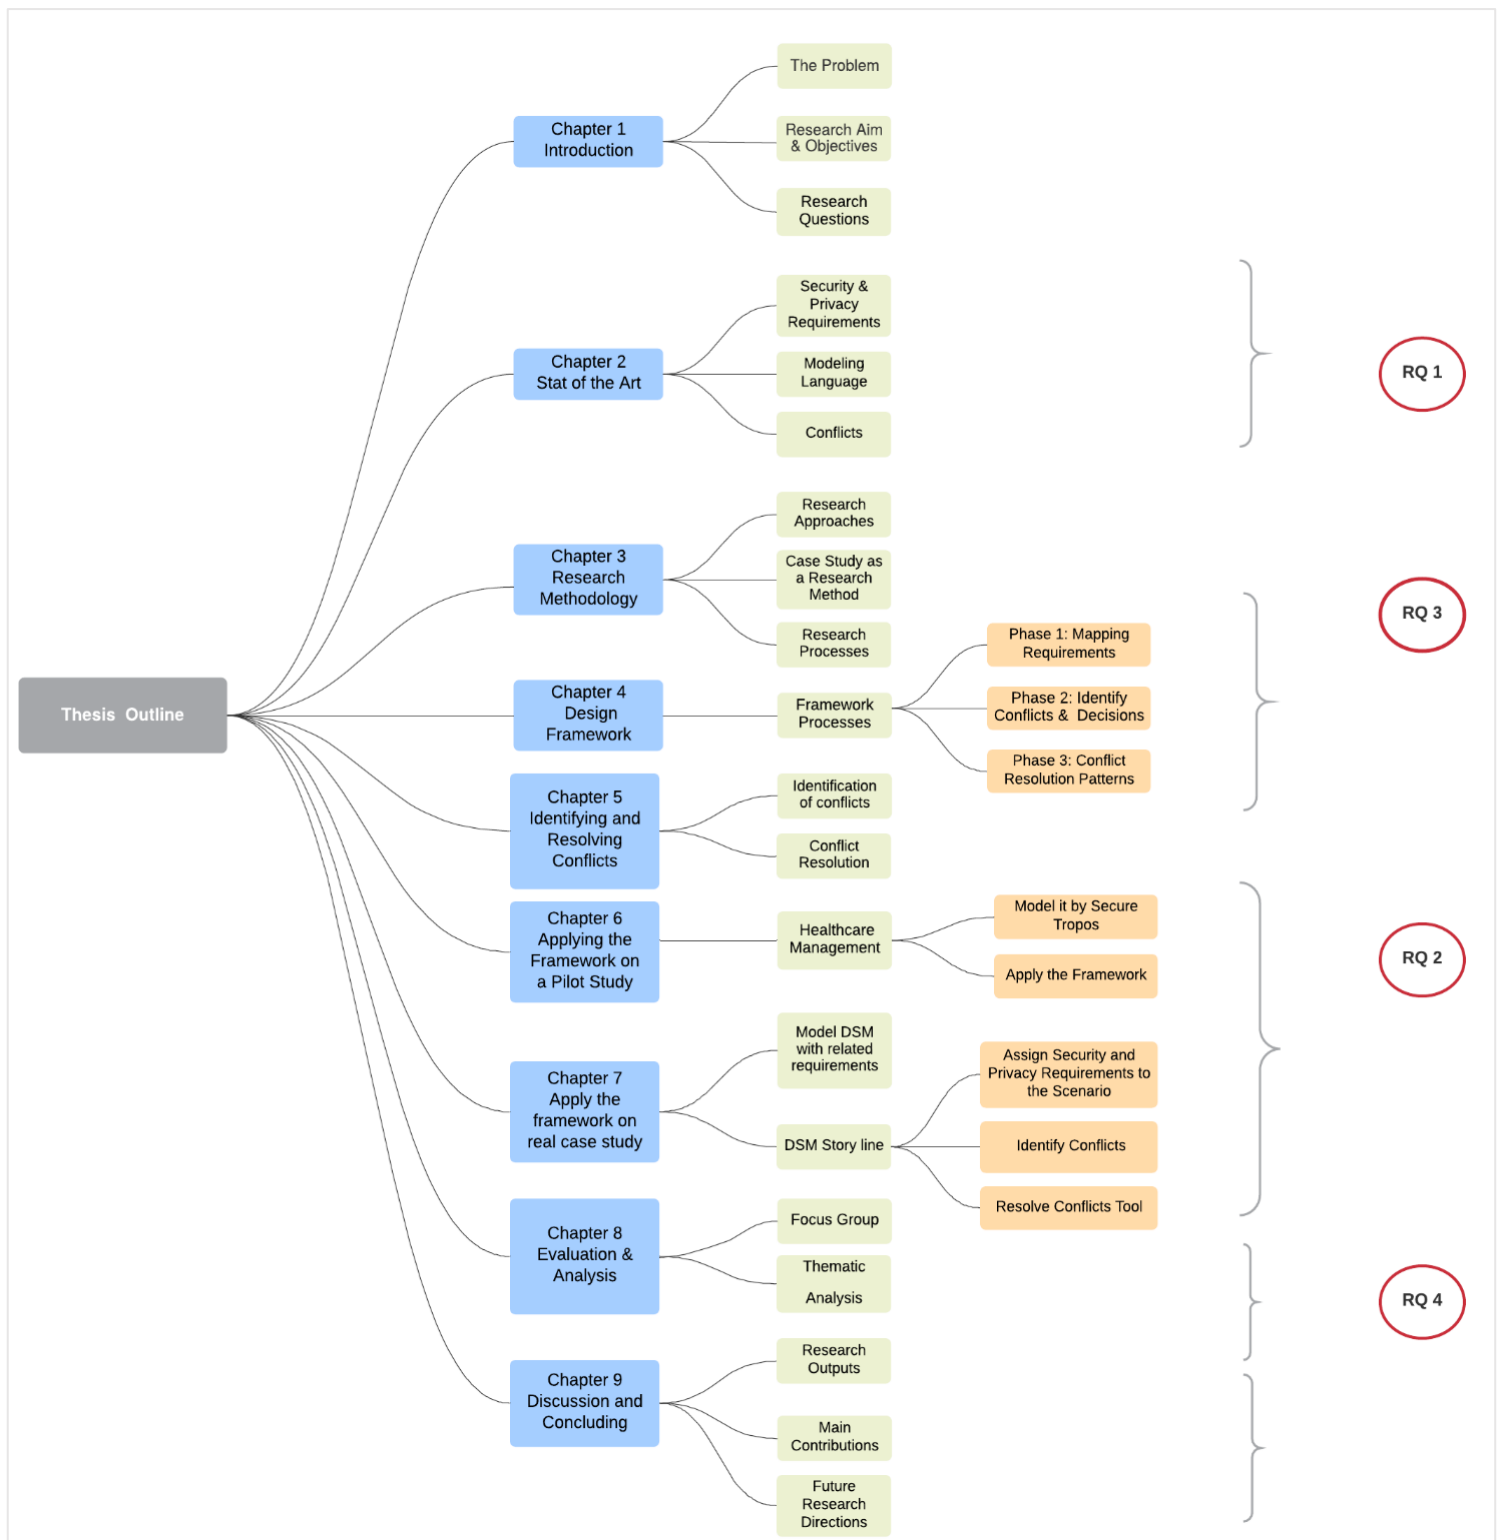 Thesis Outline
Chapter 1
Introduction
The Problem
Research Aim
& Objectives
Research
Questions
Chapter 2
Stat of the Art
Security &
Privacy
Requirements
Modeling
Language
Conflicts
RQ 1
Chapter 3
Research
Methodology
Research
Approaches
Case Study as
a Research
Method
Research
Processes
Chapter 4
Design
Framework
Framework
Processes
Phase 1: Mapping
Requirements
Phase 2: Identify
Conflicts & Decisions
Phase 3: Conflict
Resolution Patterns
RQ 3
Chapter 5
Identifying and
Resolving
Conflicts
Identification
of conflicts
Conflict
Resolution
Chapter 6
Applying the
Framework on
a Pilot Study
Healthcare
Management
Model it by Secure
Tropos
Apply the Framework
RQ 2
Chapter 7
Apply the
framework on
real case study
Model DSM
with related
requirements
DSM Story line
Assign Security and
Privacy Requirements to
the Scenario
Identify Conflicts
Resolve Conflicts Tool
Chapter 8
Evaluation &
Analysis
Focus Group
Thematic
Analysis
RQ 4
Chapter 9
Discussion and
Concluding
Research
Outputs
Main
Contributions
Future
Research
Directions